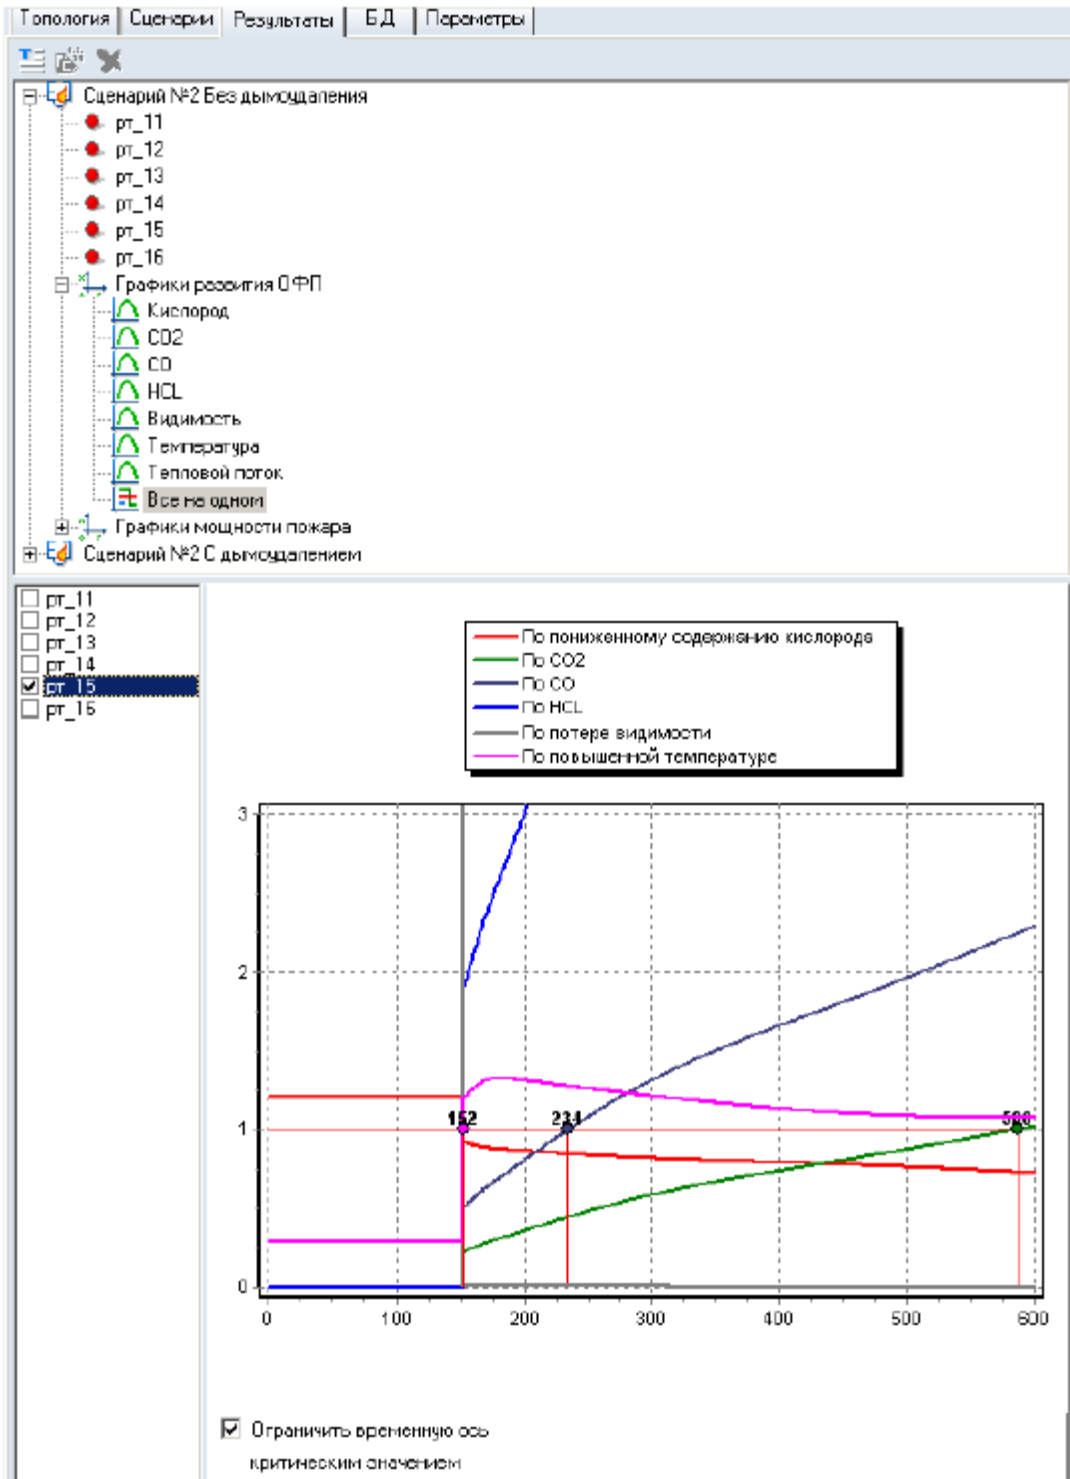 Топология Сценарии Результаты БД Параметры
Сценарий №2 Без дымоудаления
рт_11
рт_12
рт_13
рт_14
рт_15
рт_16
Графики развития ОФП
Кислород
CO2
CO
HCL
Видимость
Температура
Тепловой поток
Все на одном
Графики мощности пожара
Сценарий №2 С дымоудалением
рт_11
рт_12
рт_13
рт_14
рт_15
рт_16
По пониженному содержанию кислорода
По CO2
По CO
По HCL
По потере видимости
По повышенной температуре
3
2
1
0
152
234
0 100 200 300 400 500 600
Ограничить временную ось
критическим значением